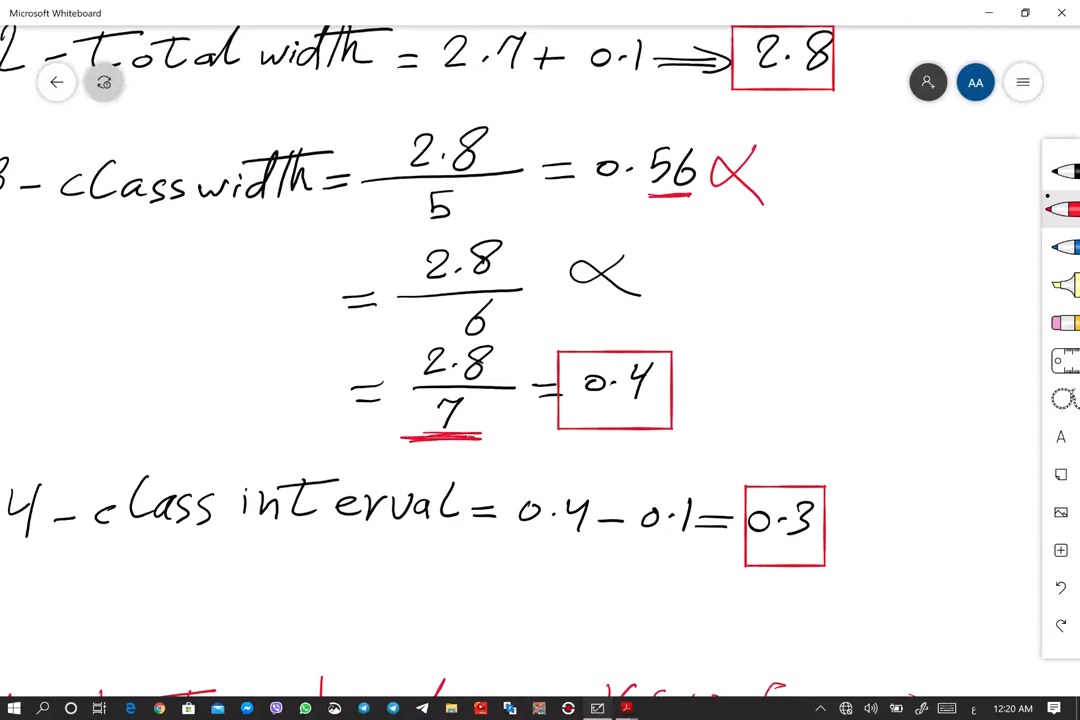 Microsoft Whiteboard
2 - Total width = 2.7 + 0.1 ⟹ 2.8
AA
3 - cclass width = 2.8/5 = 0.56 ∝
= 2.8/6 ∝
= 2.8/7 = 0.4
4 - class interval = 0.4 - 0.1 = 0.3
A
ع 12:20 AM